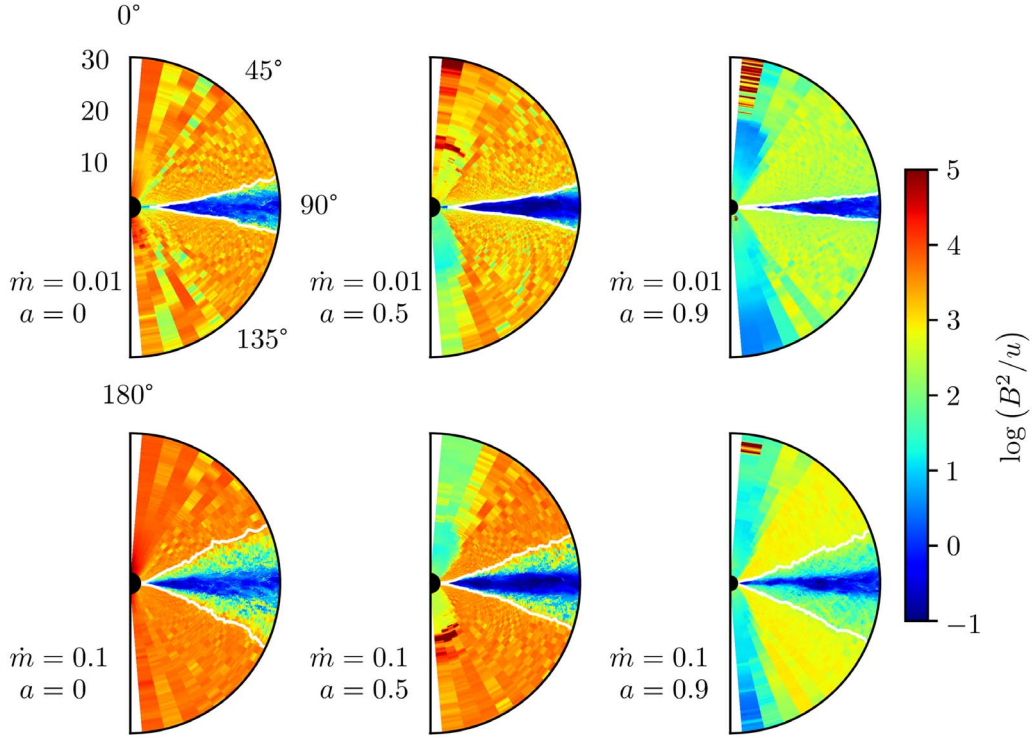 0°
30
45°
20
10
90°
ṁ = 0.01
a = 0
135°
180°
ṁ = 0.01
a = 0.5
ṁ = 0.01
a = 0.9
ṁ = 0.1
a = 0
ṁ = 0.1
a = 0.5
ṁ = 0.1
a = 0.9
5
4
3
2
1
0
−1
log (B²/u)